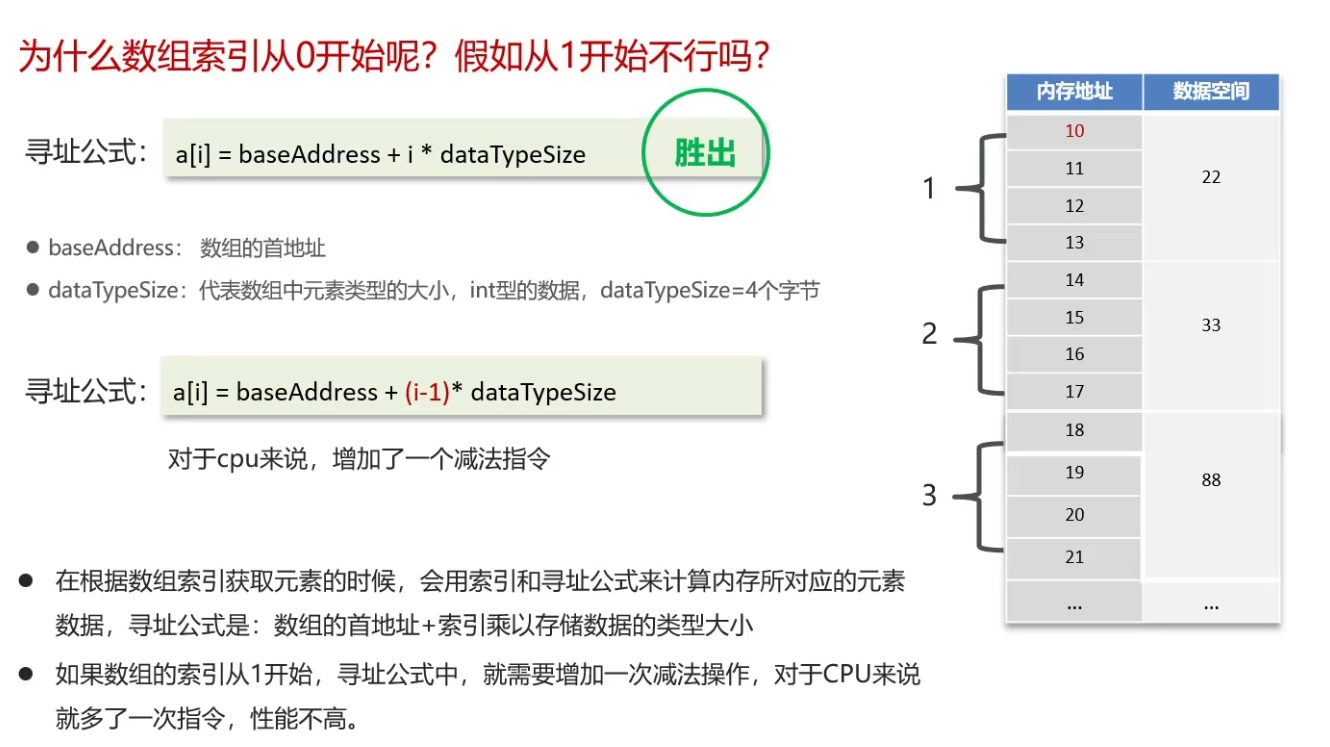 为什么数组索引从0开始呢？假如从1开始不行吗？
寻址公式： a[i] = baseAddress + i * dataTypeSize 胜出
● baseAddress： 数组的首地址
● dataTypeSize：代表数组中元素类型的大小，int型的数据，dataTypeSize=4个字节
寻址公式： a[i] = baseAddress + (i-1)* dataTypeSize
对于cpu来说，增加了一个减法指令
● 在根据数组索引获取元素的时候，会用索引和寻址公式来计算内存所对应的元素
数据，寻址公式是：数组的首地址+索引乘以存储数据的类型大小
● 如果数组的索引从1开始，寻址公式中，就需要增加一次减法操作，对于CPU来说
就多了一次指令，性能不高。
内存地址 数据空间
10
11
1 22
12
13
14
15
2 33
16
17
18
19
3 88
20
21
... ...